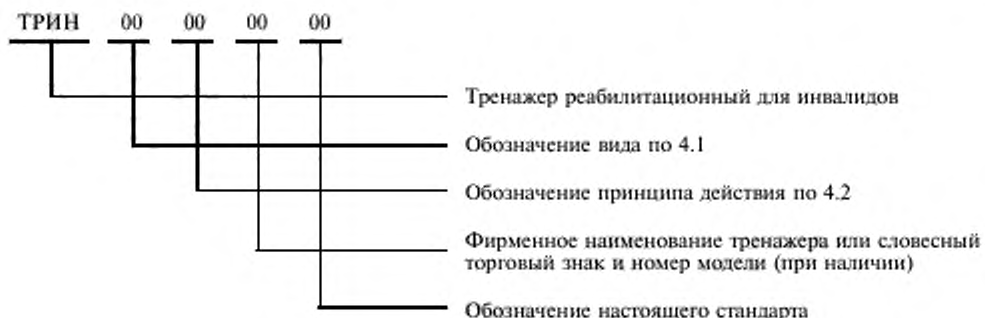 ТРИН 00 00 00 00
Тренажер реабилитационный для инвалидов
Обозначение вида по 4.1
Обозначение принципа действия по 4.2
Фирменное наименование тренажера или словесный
торговый знак и номер модели (при наличии)
Обозначение настоящего стандарта